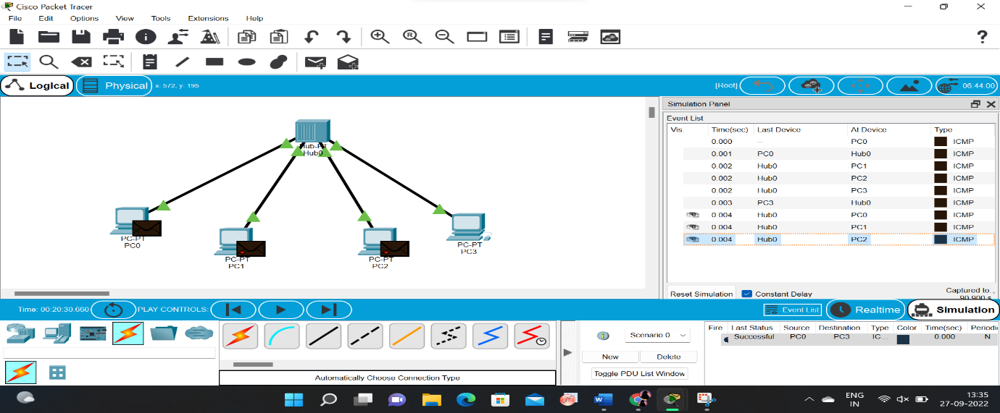 Cisco Packet Tracer
File Edit Options View Tools Extensions Help
Logical Physical x: 572, y: 195 [Root] 06:44:00
Simulation Panel
Event List
Vis. Time(sec) Last Device At Device Type
0.000 -- PC0 ICMP
0.001 PC0 Hub0 ICMP
0.002 Hub0 PC1 ICMP
0.002 Hub0 PC2 ICMP
0.002 Hub0 PC3 ICMP
0.003 PC3 Hub0 ICMP
0.004 Hub0 PC0 ICMP
0.004 Hub0 PC1 ICMP
0.004 Hub0 PC2 ICMP
Hub-PT
Hub0
PC-PT
PC0
PC-PT
PC1
PC-PT
PC2
PC-PT
PC3
Reset Simulation Constant Delay Captured to:
90.900 s
Time: 00:20:30.660 PLAY CONTROLS: Event List Realtime Simulation
Scenario 0
New Delete
Toggle PDU List Window
Fire Last Status Source Destination Type Color Time(sec) Periodi
Successful PC0 PC3 IC... 0.000 N
Automatically Choose Connection Type
ENG
IN
13:35
27-09-2022